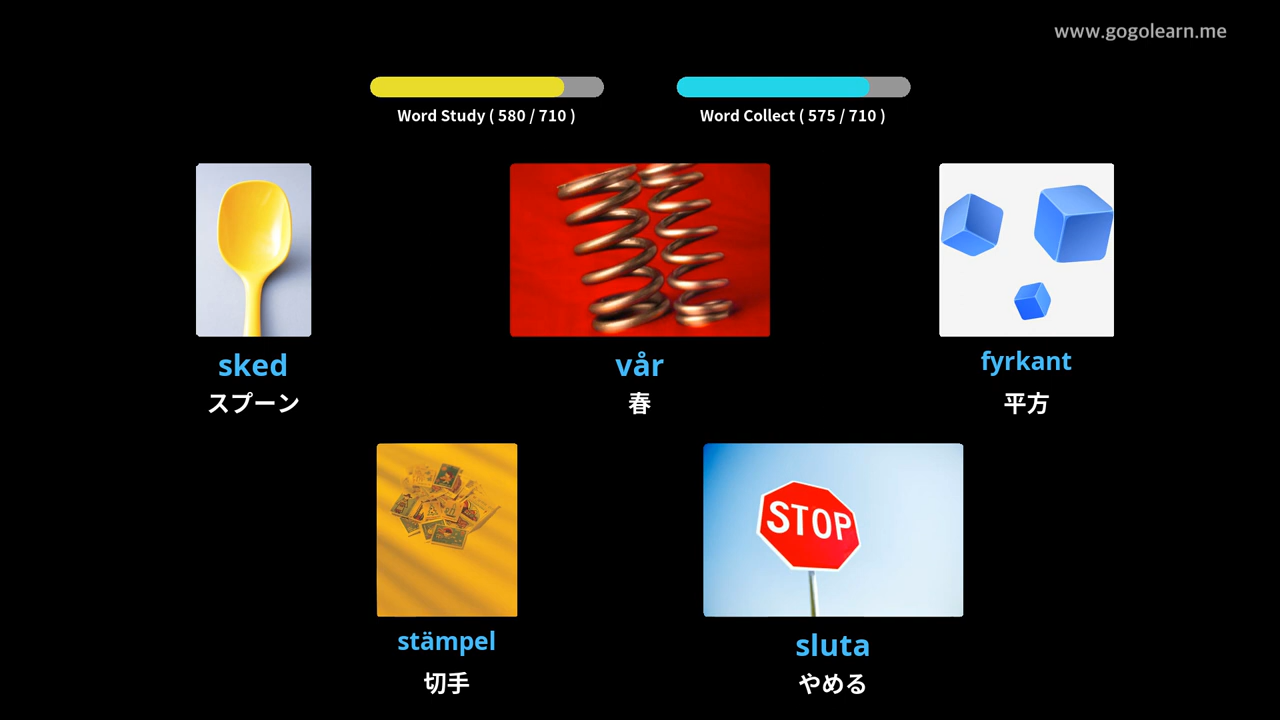 www.gogolearn.me
Word Study ( 580 / 710 )
Word Collect ( 575 / 710 )
sked
スプーン
vår
春
fyrkant
平方
STOP
stämpel
切手
sluta
やめる